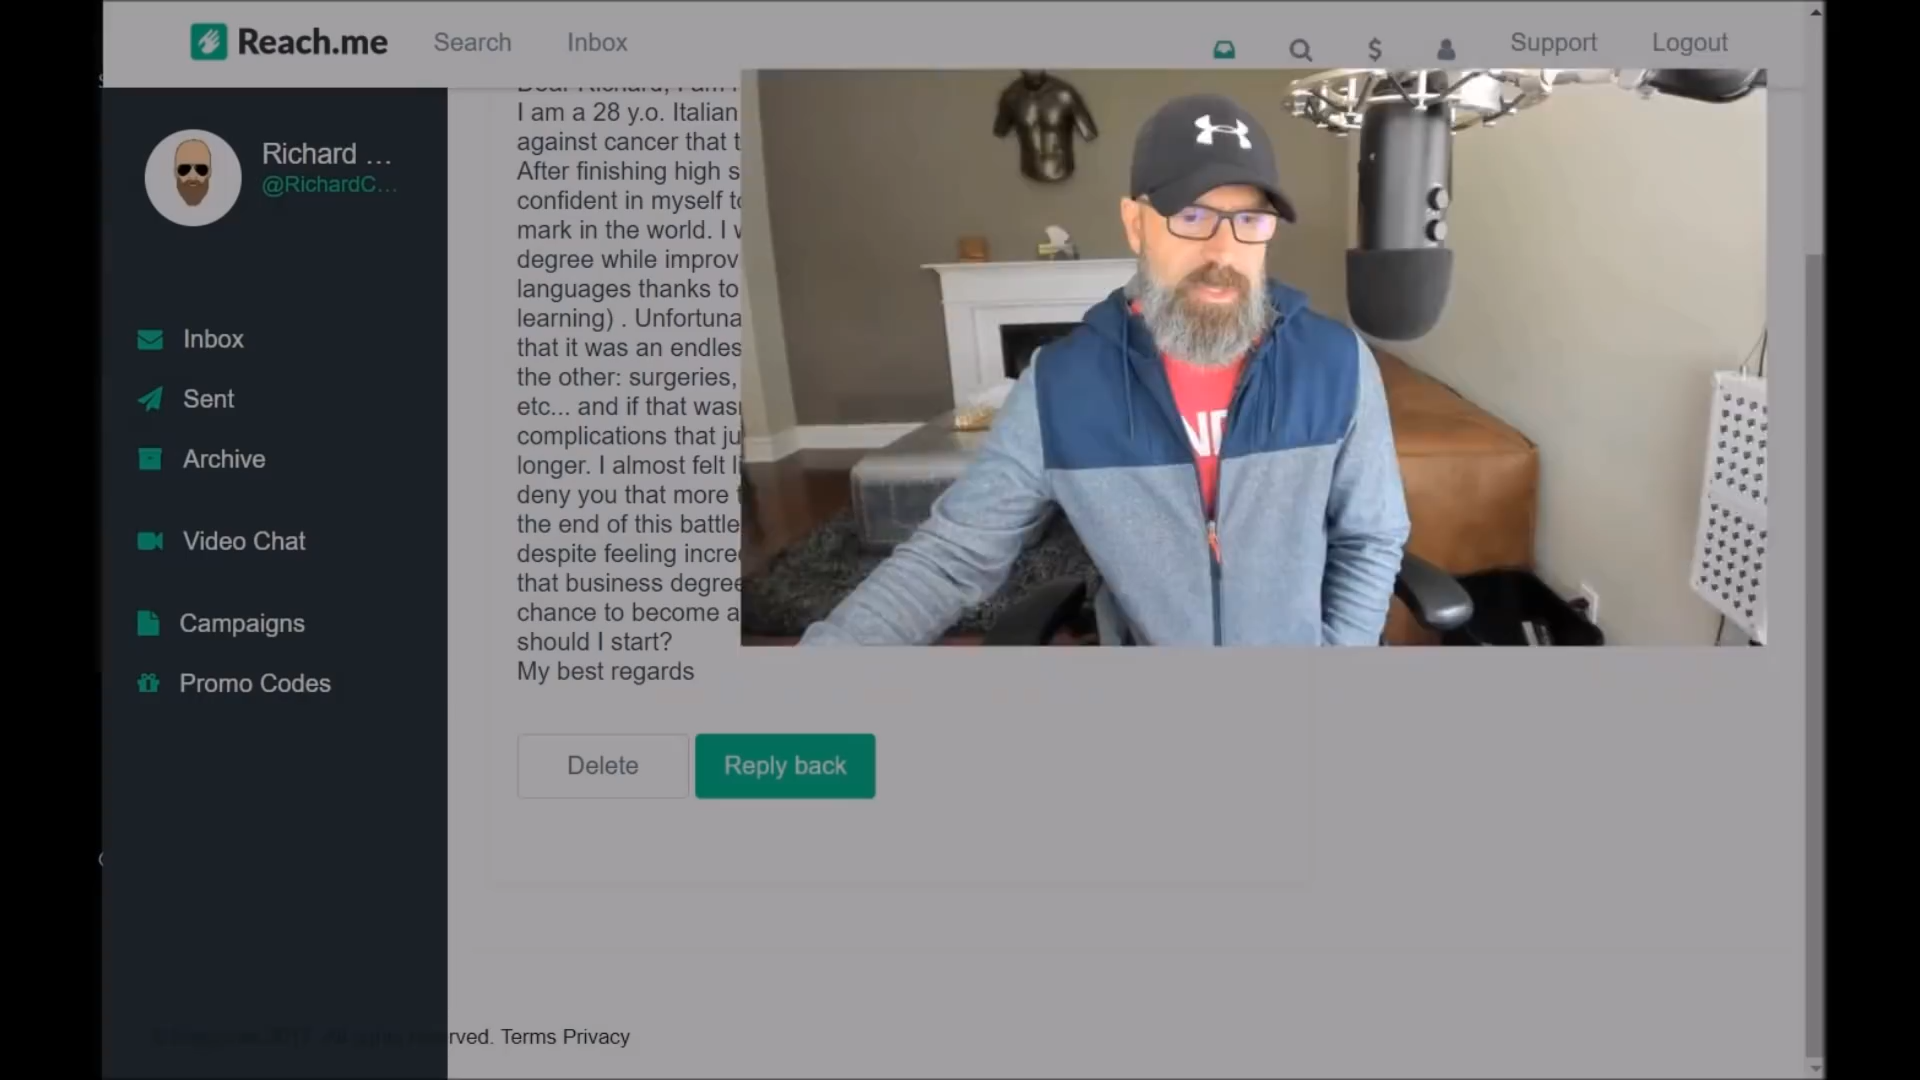 Reach.me Search Inbox $ Support Logout
Richard ...
@RichardC...
Inbox
Sent
Archive
Video Chat
Campaigns
Promo Codes
I am a 28 y.o. Italian
against cancer that t
After finishing high s
confident in myself to
mark in the world. I w
degree while improv
languages thanks to
learning) . Unfortuna
that it was an endles
the other: surgeries,
etc... and if that was
complications that ju
longer. I almost felt li
deny you that more t
the end of this battle
despite feeling incre
that business degree
chance to become a
should I start?
My best regards
Delete Reply back
rved. Terms Privacy